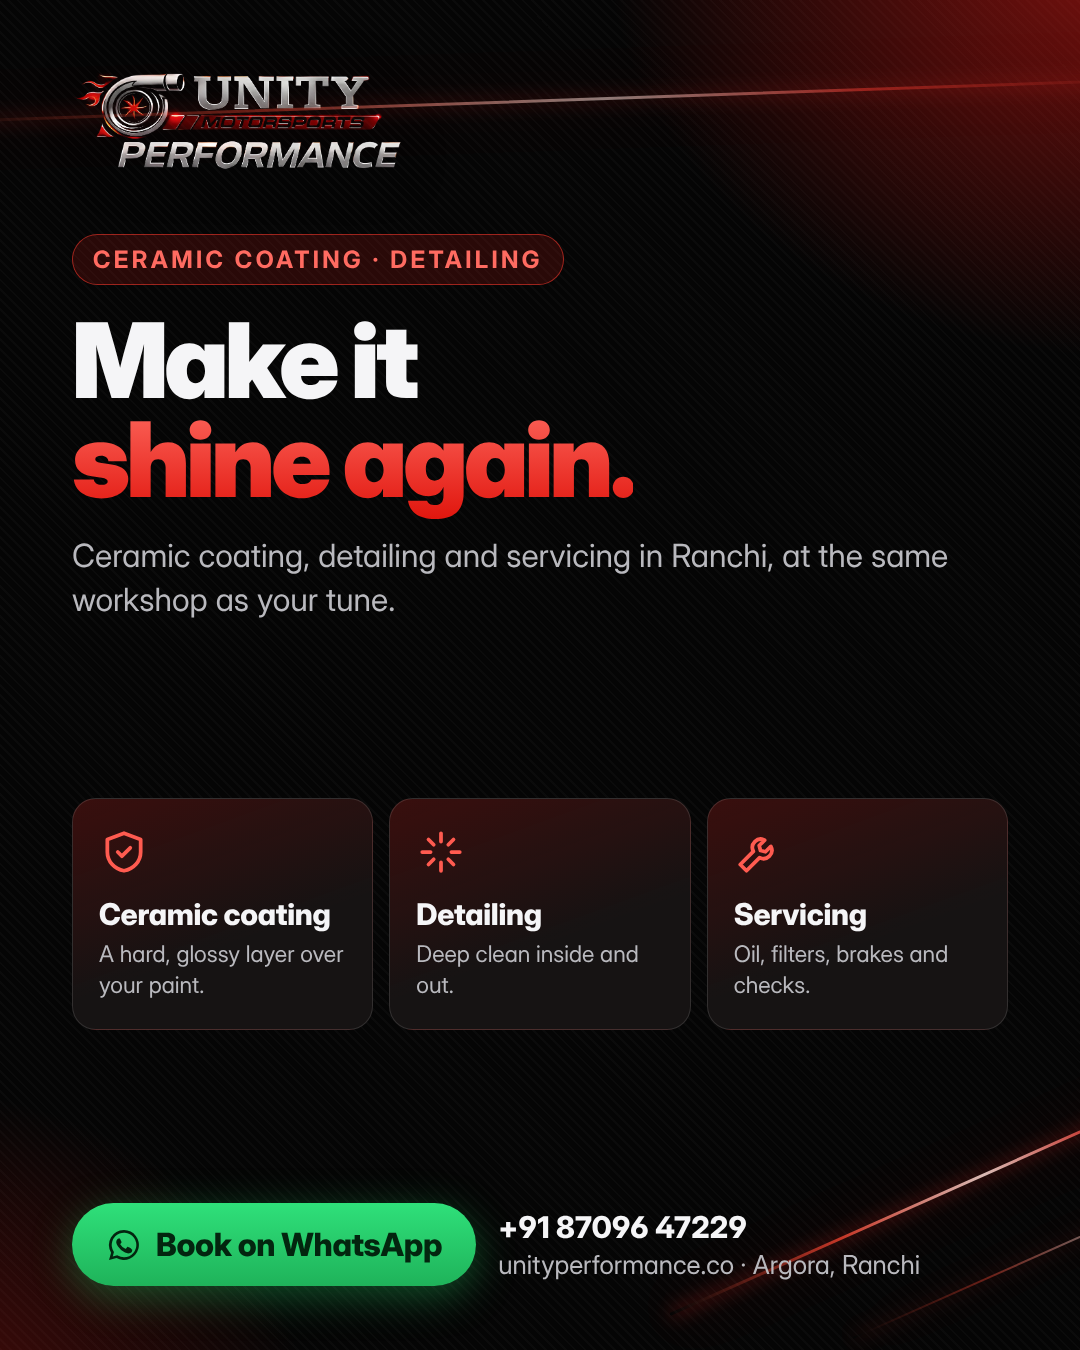 UNITY
MOTORSPORTS
PERFORMANCE
CERAMIC COATING · DETAILING
Make it
shine again.
Ceramic coating, detailing and servicing in Ranchi, at the same
workshop as your tune.
Ceramic coating
A hard, glossy layer over
your paint.
Detailing
Deep clean inside and
out.
Servicing
Oil, filters, brakes and
checks.
Book on WhatsApp
+91 87096 47229
unityperformance.co · Argora, Ranchi